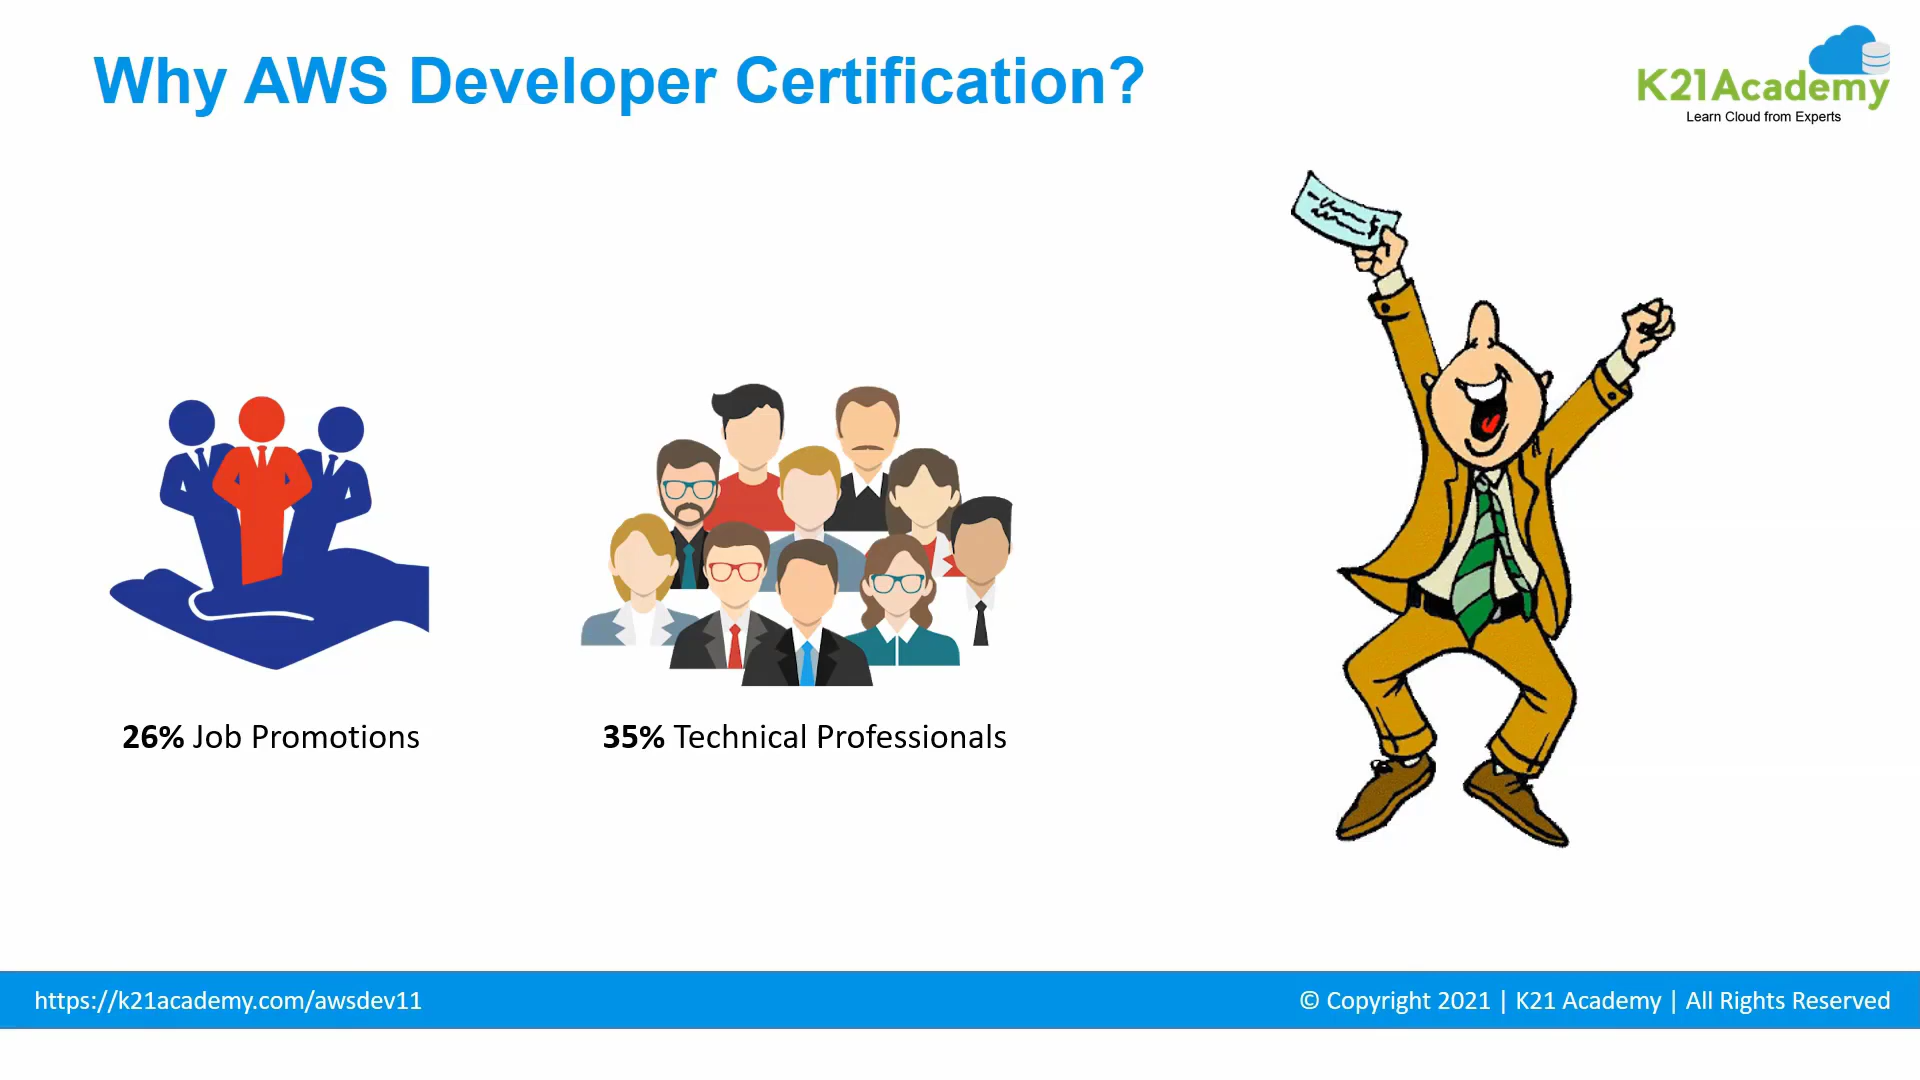 Why AWS Developer Certification?
K21Academy
Learn Cloud from Experts
26% Job Promotions
35% Technical Professionals
https://k21academy.com/awsdev11
© Copyright 2021 | K21 Academy | All Rights Reserved